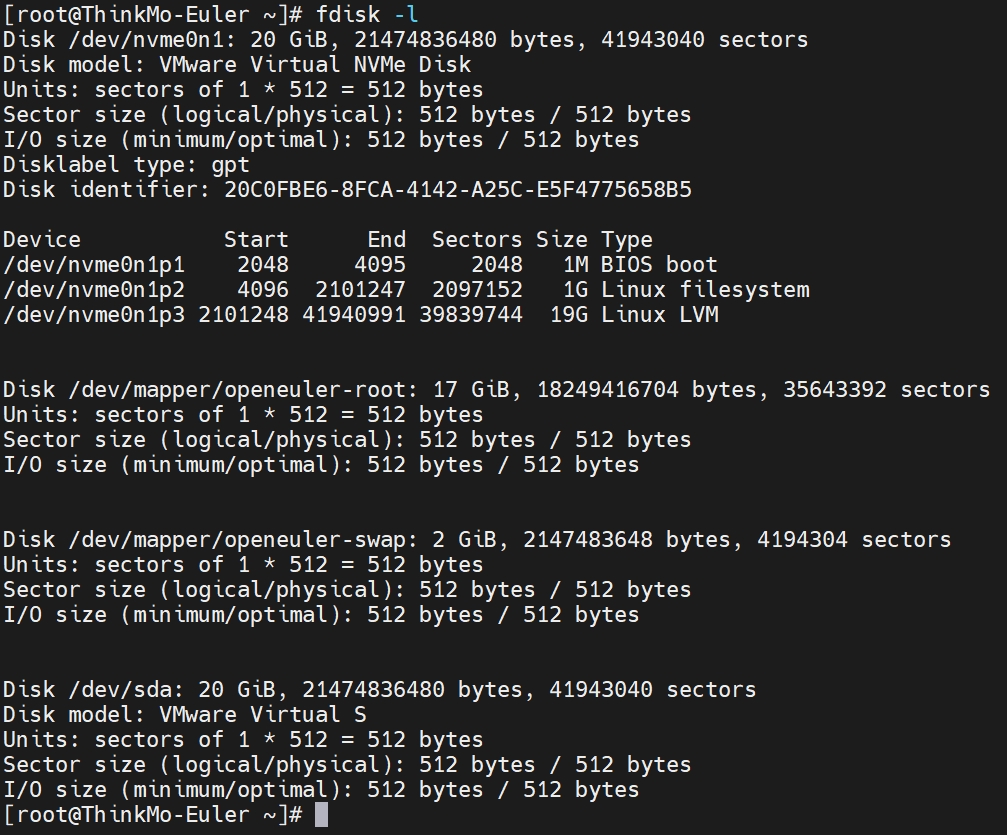 [root@ThinkMo-Euler ~]# fdisk -l
Disk /dev/nvme0n1: 20 GiB, 21474836480 bytes, 41943040 sectors
Disk model: VMware Virtual NVMe Disk
Units: sectors of 1 * 512 = 512 bytes
Sector size (logical/physical): 512 bytes / 512 bytes
I/O size (minimum/optimal): 512 bytes / 512 bytes
Disklabel type: gpt
Disk identifier: 20C0FBE6-8FCA-4142-A25C-E5F4775658B5
Device           Start      End  Sectors Size Type
/dev/nvme0n1p1    2048     4095     2048   1M BIOS boot
/dev/nvme0n1p2    4096  2101247  2097152   1G Linux filesystem
/dev/nvme0n1p3 2101248 41940991 39839744  19G Linux LVM
Disk /dev/mapper/openeuler-root: 17 GiB, 18249416704 bytes, 35643392 sectors
Units: sectors of 1 * 512 = 512 bytes
Sector size (logical/physical): 512 bytes / 512 bytes
I/O size (minimum/optimal): 512 bytes / 512 bytes
Disk /dev/mapper/openeuler-swap: 2 GiB, 2147483648 bytes, 4194304 sectors
Units: sectors of 1 * 512 = 512 bytes
Sector size (logical/physical): 512 bytes / 512 bytes
I/O size (minimum/optimal): 512 bytes / 512 bytes
Disk /dev/sda: 20 GiB, 21474836480 bytes, 41943040 sectors
Disk model: VMware Virtual S
Units: sectors of 1 * 512 = 512 bytes
Sector size (logical/physical): 512 bytes / 512 bytes
I/O size (minimum/optimal): 512 bytes / 512 bytes
[root@ThinkMo-Euler ~]#